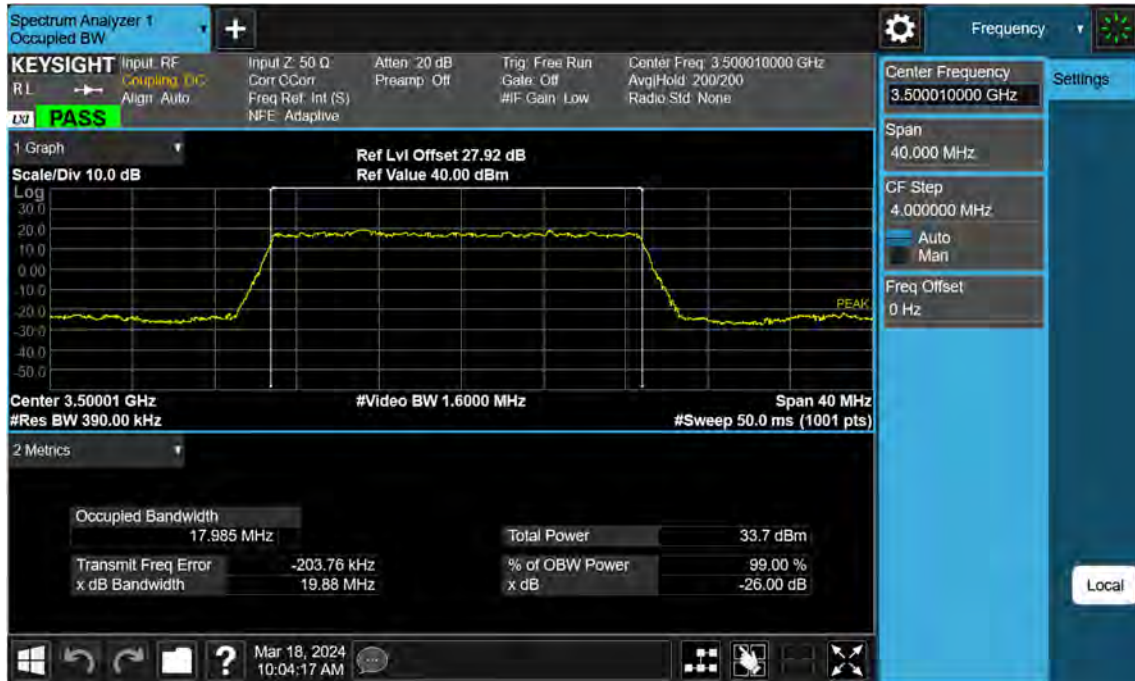 Spectrum Analyzer 1
Occupied BW
+
Frequency
KEYSIGHT
RL
LXI
PASS
Input: RF
Coupling: DC
Align: Auto
Input Z: 50 Ω
Corr CCorr
Freq Ref: Int (S)
NFE: Adaptive
Atten: 20 dB
Preamp: Off
Trig: Free Run
Gate: Off
#IF Gain: Low
Center Freq: 3.500010000 GHz
Avg|Hold: 200/200
Radio Std: None
Center Frequency
3.500010000 GHz
Settings
Span
40.000 MHz
CF Step
4.000000 MHz
Auto
Man
Freq Offset
0 Hz
1 Graph
Scale/Div 10.0 dB
Ref Lvl Offset 27.92 dB
Ref Value 40.00 dBm
Log
30.0
20.0
10.0
0.00
-10.0
-20.0
-30.0
-40.0
-50.0
PEAK
Center 3.50001 GHz
#Res BW 390.00 kHz
#Video BW 1.6000 MHz
Span 40 MHz
#Sweep 50.0 ms (1001 pts)
2 Metrics
Occupied Bandwidth
17.985 MHz
Total Power 33.7 dBm
Transmit Freq Error -203.76 kHz
% of OBW Power 99.00 %
x dB Bandwidth 19.88 MHz
x dB -26.00 dB
Local
?
Mar 18, 2024
10:04:17 AM